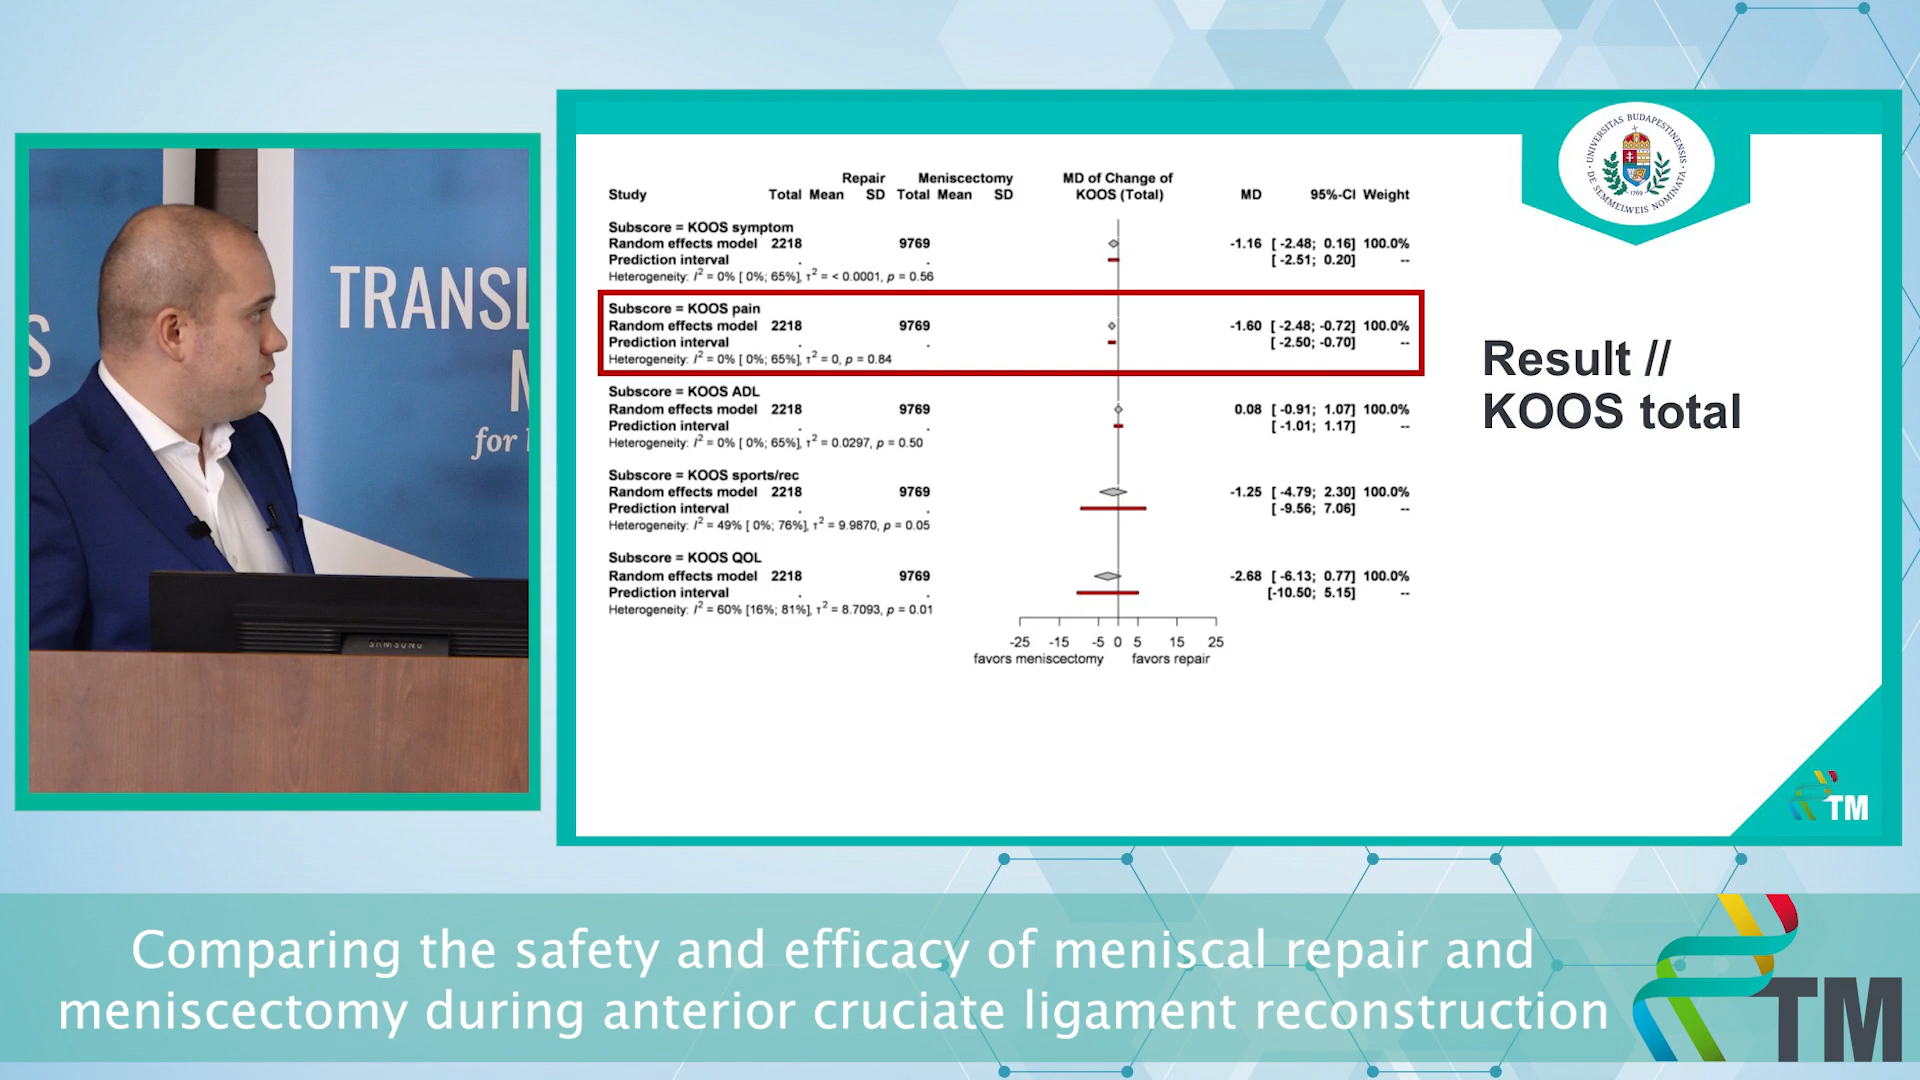 TRANSL
S
M
for
SAMSUNG
UNIVERSITAS BUDAPESTINENSIS DE SEMMELWEIS NOMINATA
1769
Repair Meniscectomy MD of Change of
Study Total Mean SD Total Mean SD KOOS (Total) MD 95%-CI Weight
Subscore = KOOS symptom
Random effects model 2218 9769 -1.16 [ -2.48; 0.16] 100.0%
Prediction interval . . [ -2.51; 0.20] --
Heterogeneity: I² = 0% [ 0%; 65%], τ² = < 0.0001, p = 0.56
Subscore = KOOS pain
Random effects model 2218 9769 -1.60 [ -2.48; -0.72] 100.0%
Prediction interval . . [ -2.50; -0.70] --
Heterogeneity: I² = 0% [ 0%; 65%], τ² = 0, p = 0.84
Subscore = KOOS ADL
Random effects model 2218 9769 0.08 [ -0.91; 1.07] 100.0%
Prediction interval . . [ -1.01; 1.17] --
Heterogeneity: I² = 0% [ 0%; 65%], τ² = 0.0297, p = 0.50
Subscore = KOOS sports/rec
Random effects model 2218 9769 -1.25 [ -4.79; 2.30] 100.0%
Prediction interval . . [ -9.56; 7.06] --
Heterogeneity: I² = 49% [ 0%; 76%], τ² = 9.9870, p = 0.05
Subscore = KOOS QOL
Random effects model 2218 9769 -2.68 [ -6.13; 0.77] 100.0%
Prediction interval . . [-10.50; 5.15] --
Heterogeneity: I² = 60% [16%; 81%], τ² = 8.7093, p = 0.01
-25 -15 -5 0 5 15 25
favors meniscectomy favors repair
Result //
KOOS total
TM
Comparing the safety and efficacy of meniscal repair and
meniscectomy during anterior cruciate ligament reconstruction
TM